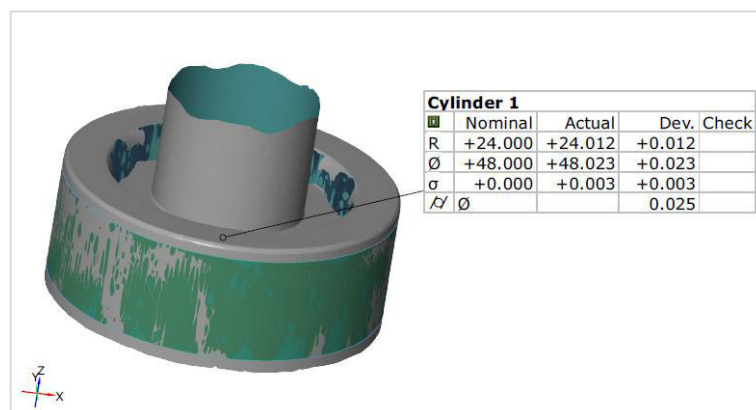 Cylinder 1
Nominal Actual Dev. Check
R +24.000 +24.012 +0.012
Ø +48.000 +48.023 +0.023
σ +0.000 +0.003 +0.003
⌭ Ø 0.025
Z
Y
X